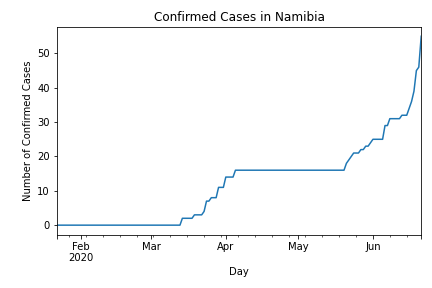 Confirmed Cases in Namibia
Number of Confirmed Cases
50
40
30
20
10
0
Feb
2020
Mar
Apr
May
Jun
Day